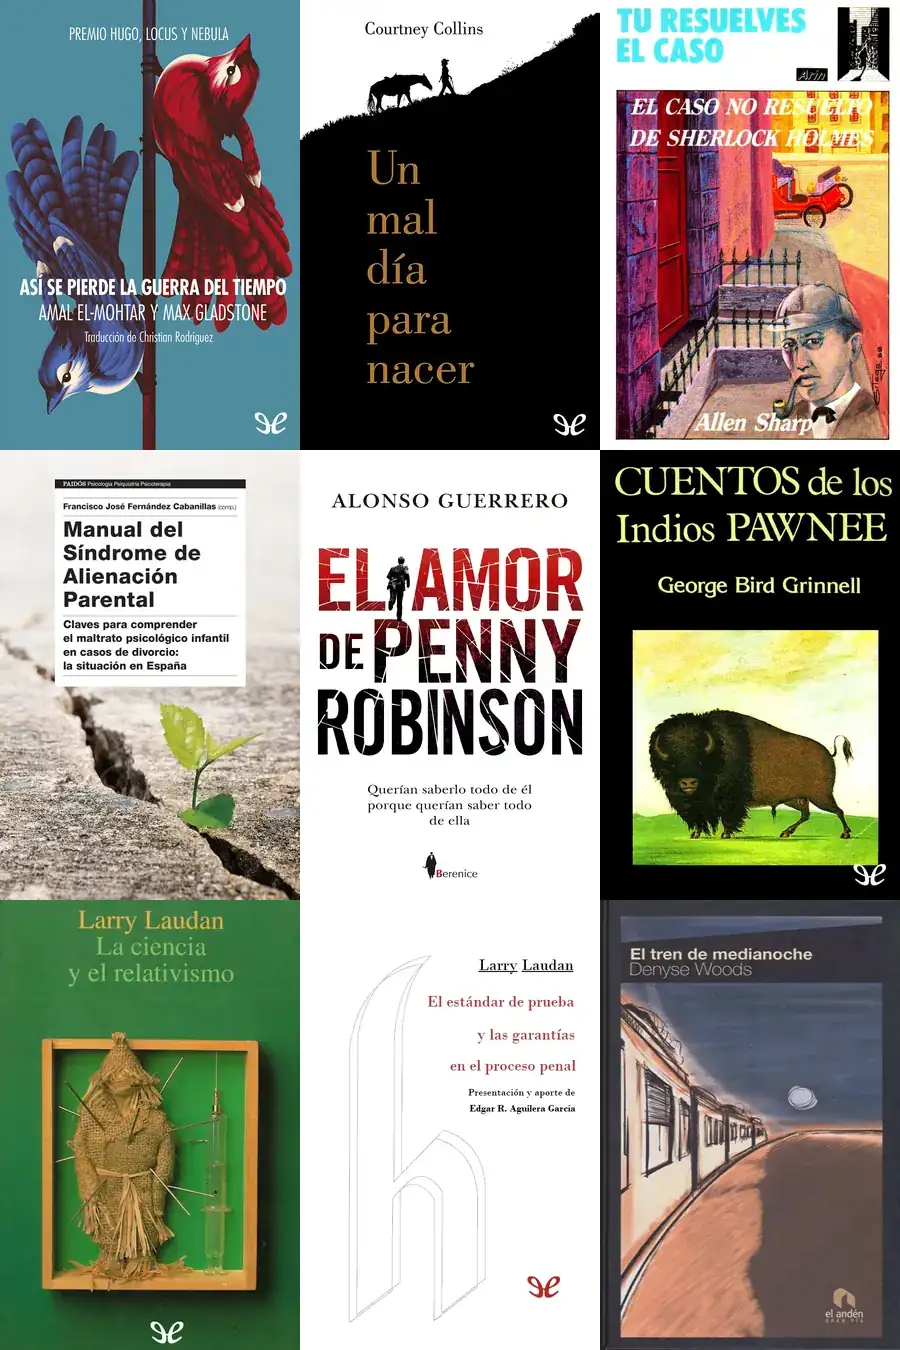 PREMIO HUGO, LOCUS Y NEBULA
ASÍ SE PIERDE LA GUERRA DEL TIEMPO
AMAL EL-MOHTAR Y MAX GLADSTONE
Traducción de Christian Rodríguez
Courtney Collins
Un
mal
día
para
nacer
TU RESUELVES
EL CASO
Arin
EL CASO NO RESUELTO
DE SHERLOCK HOLMES
Allen Sharp
PAIDÓS Psicología Psiquiatría Psicoterapia
Francisco José Fernández Cabanillas (comp.)
Manual del
Síndrome de
Alienación
Parental
Claves para comprender
el maltrato psicológico infantil
en casos de divorcio:
la situación en España
ALONSO GUERRERO
EL AMOR
DE PENNY
ROBINSON
Querían saberlo todo de él
porque querían saber todo
de ella
Berenice
CUENTOS de los
Indios PAWNEE
George Bird Grinnell
Larry Laudan
La ciencia
y el relativismo
Larry Laudan
El estándar de prueba
y las garantías
en el proceso penal
Presentación y aporte de
Edgar R. Aguilera García
El tren de medianoche
Denyse Woods
el andén